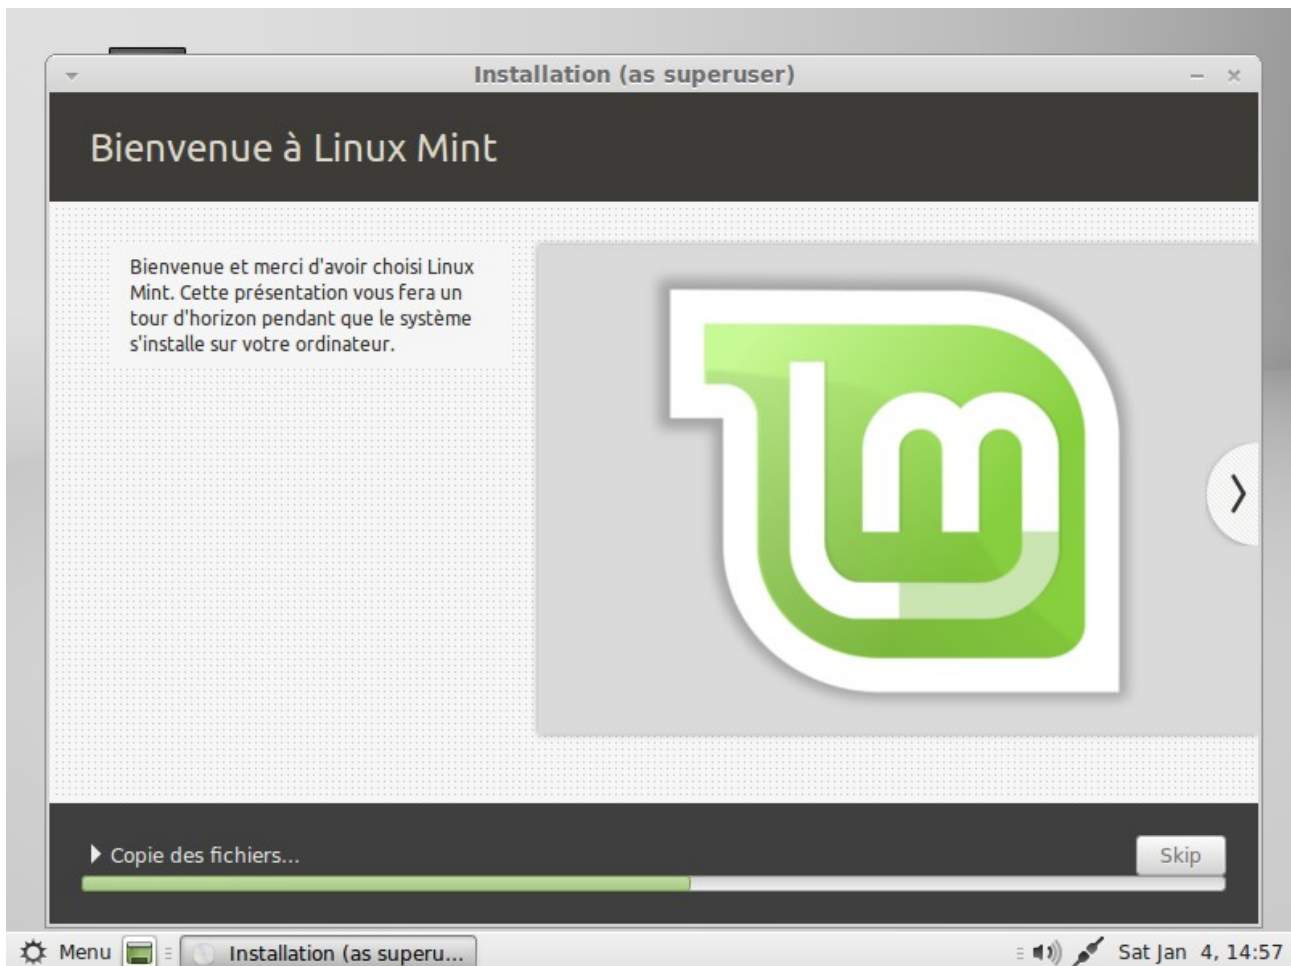 Installation (as superuser)
Bienvenue à Linux Mint
Bienvenue et merci d'avoir choisi Linux
Mint. Cette présentation vous fera un
tour d'horizon pendant que le système
s'installe sur votre ordinateur.
Copie des fichiers...
Skip
Menu
Installation (as superu...
Sat Jan 4, 14:57